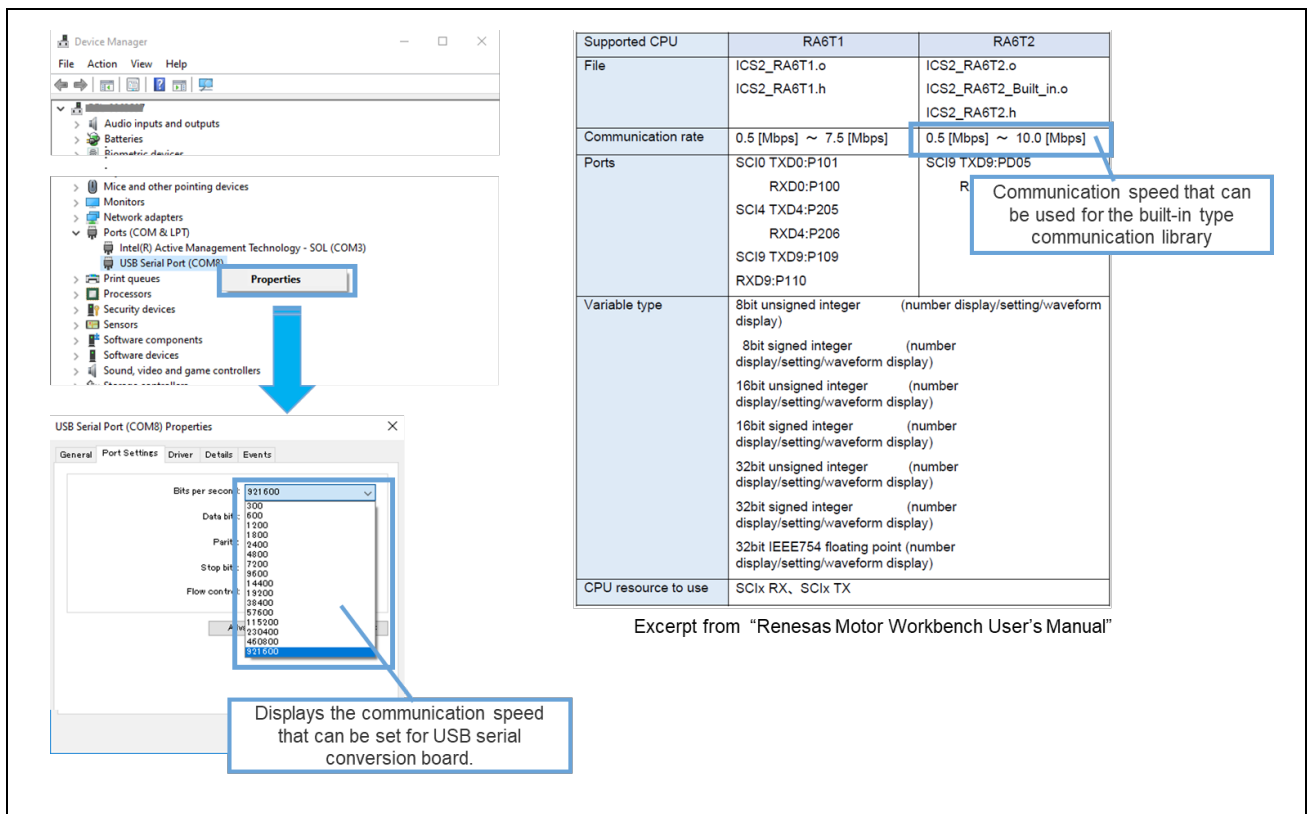 Device Manager
File Action View Help
Audio inputs and outputs
Batteries
Biometric devices
Mice and other pointing devices
Monitors
Network adapters
Ports (COM & LPT)
Intel(R) Active Management Technology - SOL (COM3)
USB Serial Port (COM8)
Properties
Print queues
Processors
Security devices
Sensors
Software components
Software devices
Sound, video and game controllers
Storage controllers
USB Serial Port (COM8) Properties
General Port Settings Driver Details Events
Bits per second: 921600
300
Data bits: 600
1200
1800
Parity: 2400
4800
Stop bits: 7200
9600
14400
Flow control: 19200
38400
57600
115200
230400
460800
921600
Displays the communication speed
that can be set for USB serial
conversion board.
Supported CPU RA6T1 RA6T2
File ICS2_RA6T1.o ICS2_RA6T2.o
ICS2_RA6T1.h ICS2_RA6T2_Built_in.o
ICS2_RA6T2.h
Communication rate 0.5 [Mbps] ～ 7.5 [Mbps] 0.5 [Mbps] ～ 10.0 [Mbps]
Ports SCI0 TXD0:P101 SCI9 TXD9:PD05
RXD0:P100 R
SCI4 TXD4:P205
RXD4:P206
SCI9 TXD9:P109
RXD9:P110
Communication speed that can
be used for the built-in type
communication library
Variable type 8bit unsigned integer (number display/setting/waveform
display)
8bit signed integer (number
display/setting/waveform display)
16bit unsigned integer (number
display/setting/waveform display)
16bit signed integer (number
display/setting/waveform display)
32bit unsigned integer (number
display/setting/waveform display)
32bit signed integer (number
display/setting/waveform display)
32bit IEEE754 floating point (number
display/setting/waveform display)
CPU resource to use SCIx RX、SCIx TX
Excerpt from “Renesas Motor Workbench User’s Manual”